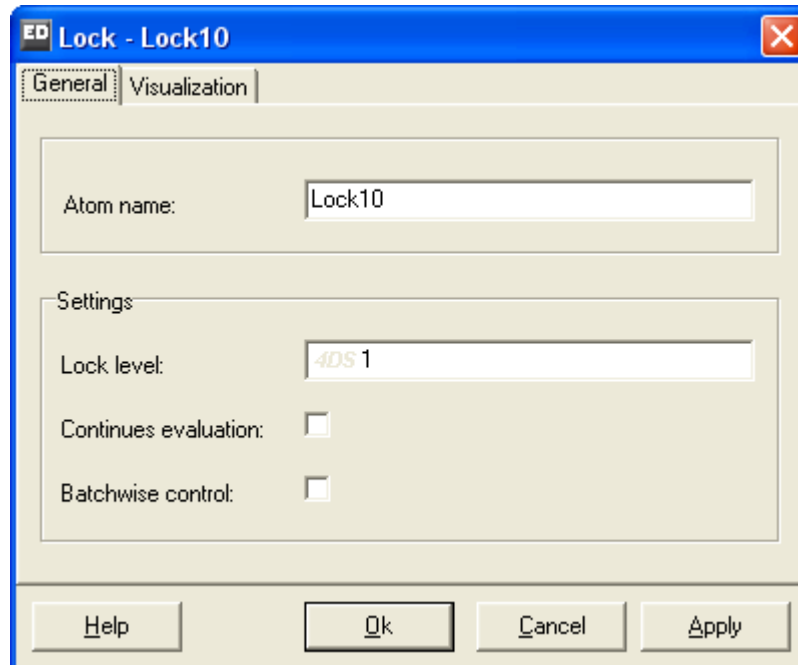 ED Lock - Lock10
General Visualization
Atom name: Lock10
Settings
Lock level: 4DS 1
Continues evaluation:
Batchwise control:
Help Ok Cancel Apply